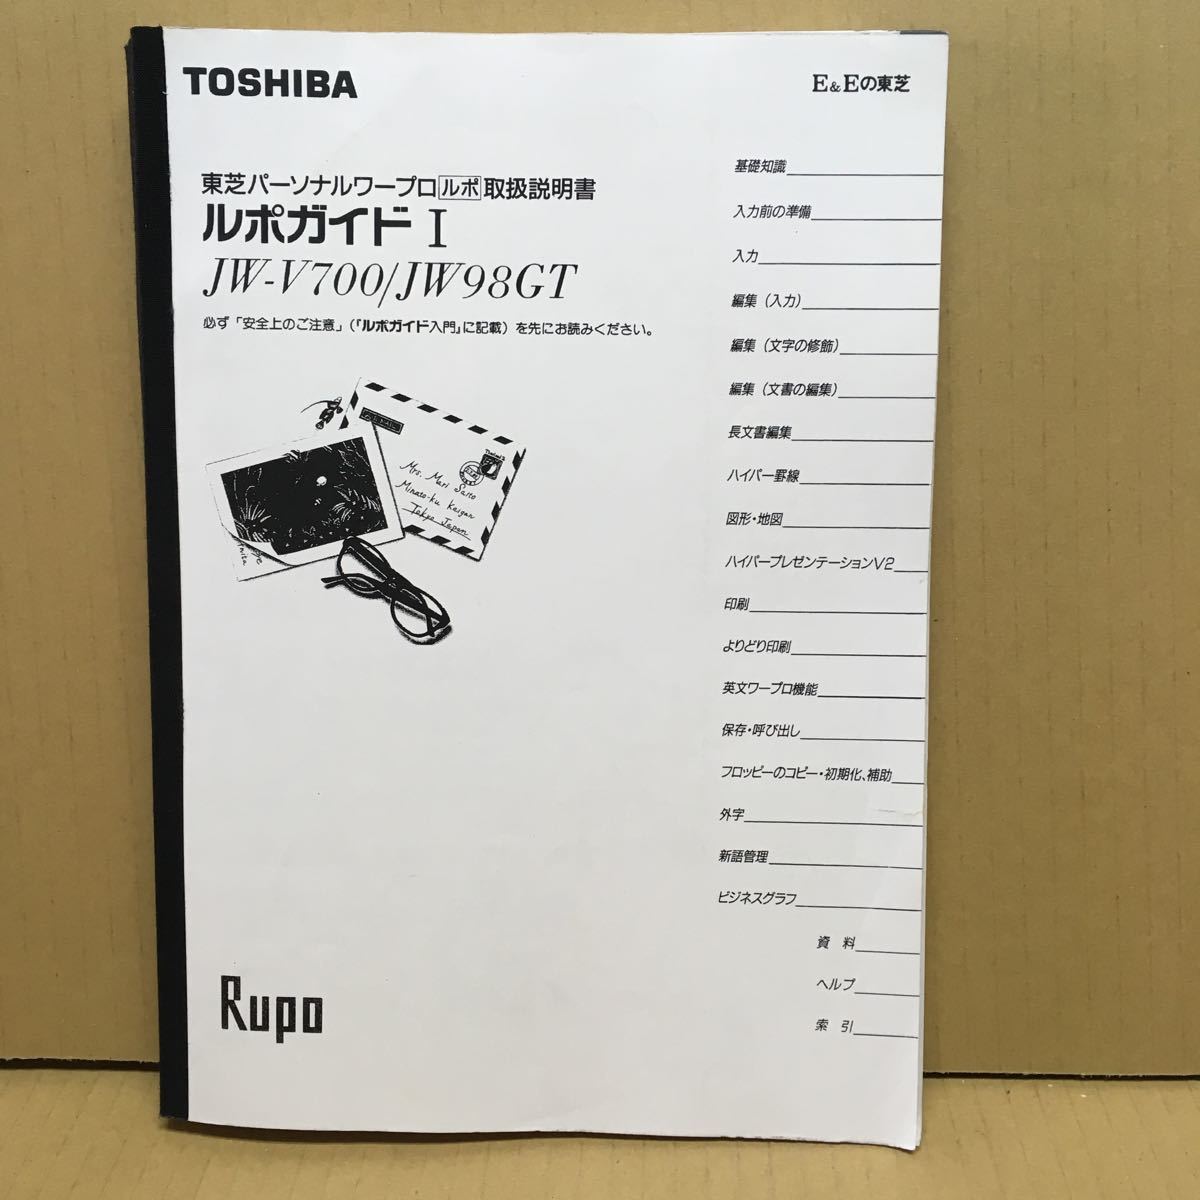 TOSHIBA
E&Eの東芝
東芝パーソナルワープロ ルポ 取扱説明書
ルポガイド I
JW-V700/JW98GT
必ず「安全上のご注意」(『ルポガイド入門』に記載)を先にお読みください。
Mrs. Mari Saito
Minato-ku Kaigan
Tokyo Japan
Rupo
基礎知識
入力前の準備
入力
編集(入力)
編集(文字の修飾)
編集(文書の編集)
長文書編集
ハイパー罫線
図形・地図
ハイパープレゼンテーションV2
印刷
よりどり印刷
英文ワープロ機能
保存・呼び出し
フロッピーのコピー・初期化、補助
外字
新語管理
ビジネスグラフ
資料
ヘルプ
索引